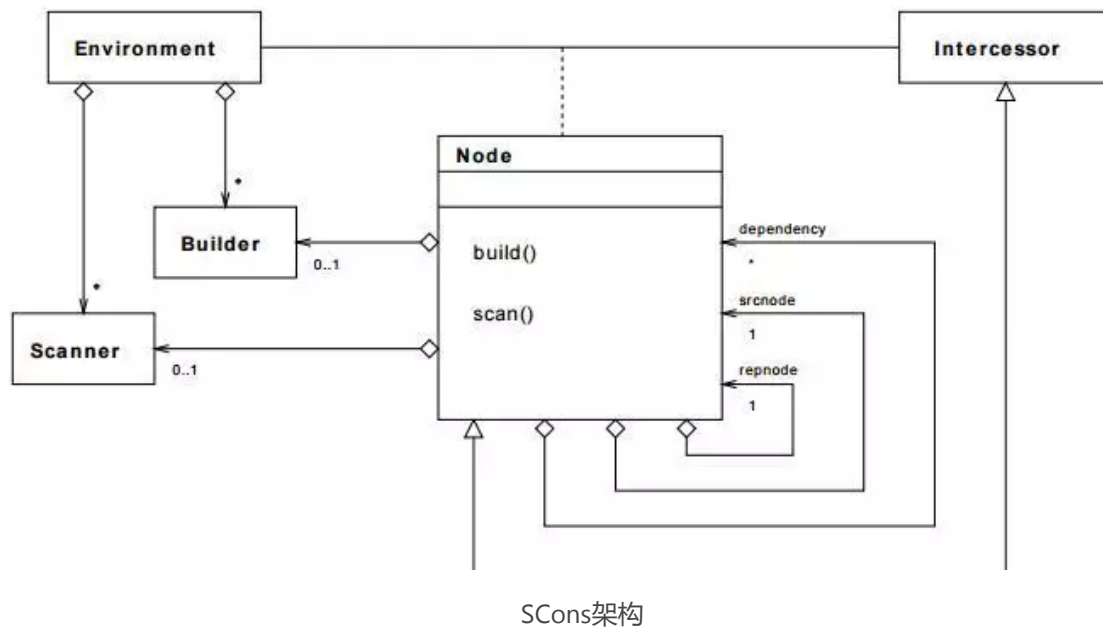 Environment
Intercessor
Node
*
Builder
0..1
build()
dependency
*
*
Scanner
0..1
scan()
srcnode
1
repnode
1
SCons架构